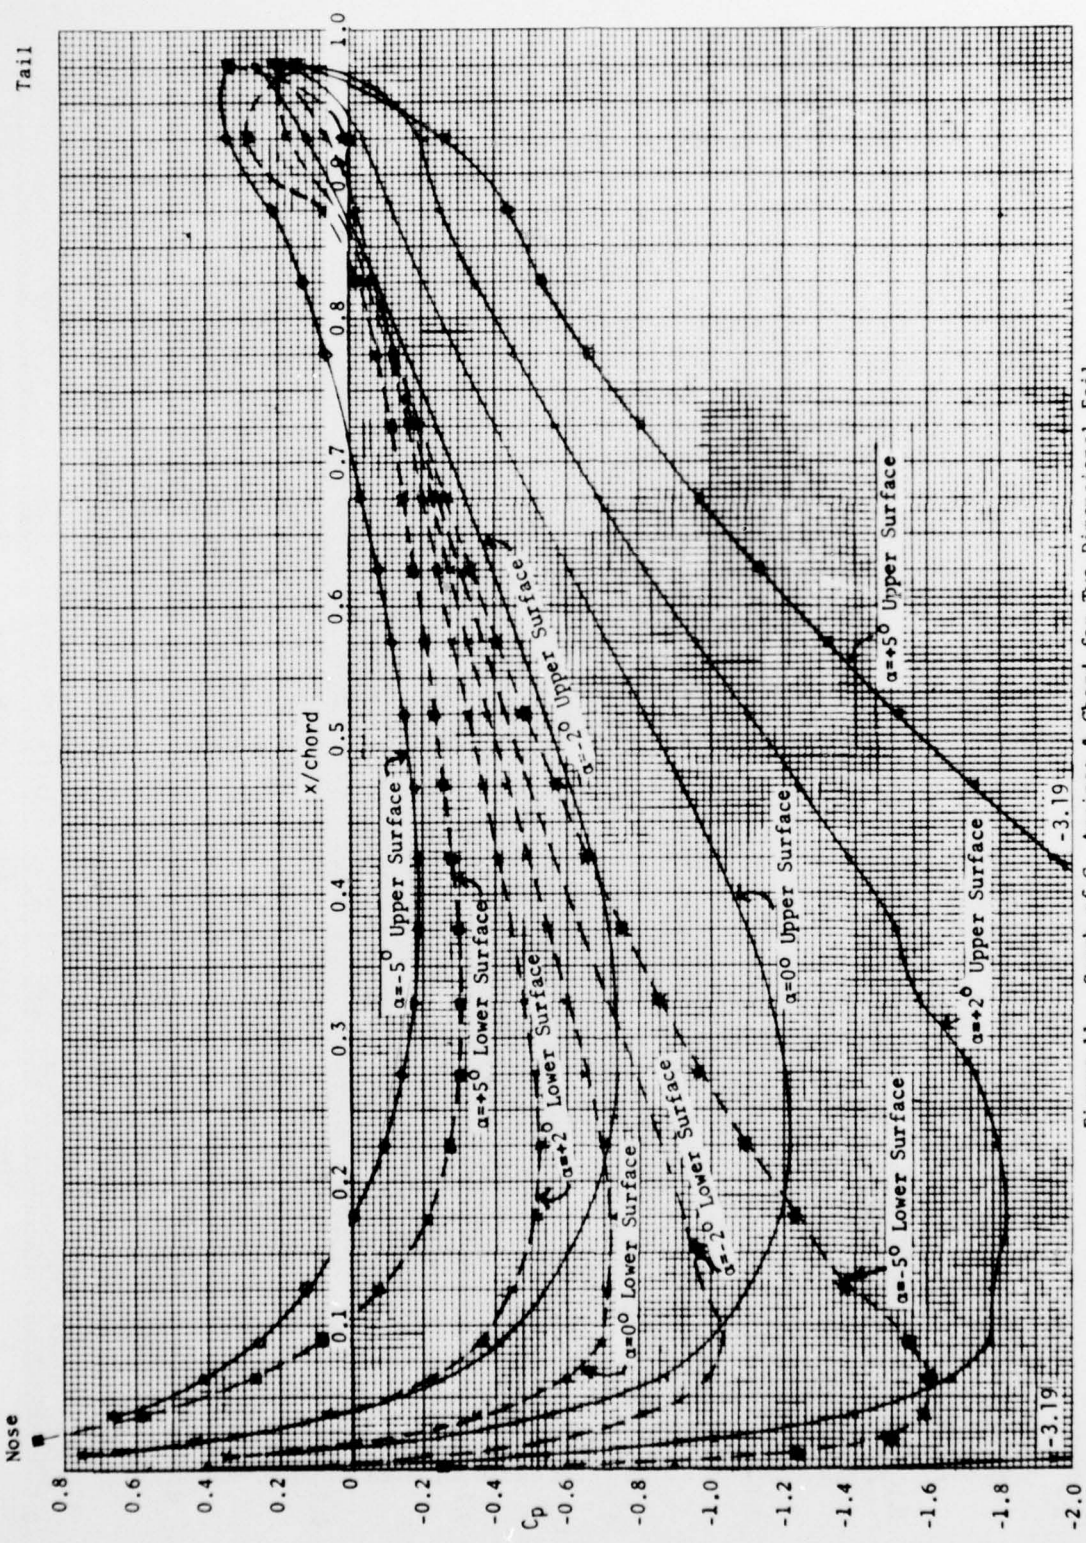 Nose
Tail
0.8
0.6
0.4
0.2
0
-0.2
-0.4
Cp
-0.6
-0.8
-1.0
-1.2
-1.4
-1.6
-1.8
-2.0
0.1
0.2
0.3
0.4
0.5
x/chord
0.6
0.7
0.8
0.9
1.0
α=-5° Upper Surface
α=+5° Lower Surface
α=+2° Lower Surface
α=0° Lower Surface
α=-2° Lower Surface
α=-2° Upper Surface
α=0° Upper Surface
α=-5° Lower Surface
α=+2° Upper Surface
α=+5° Upper Surface
-3.19
-3.19